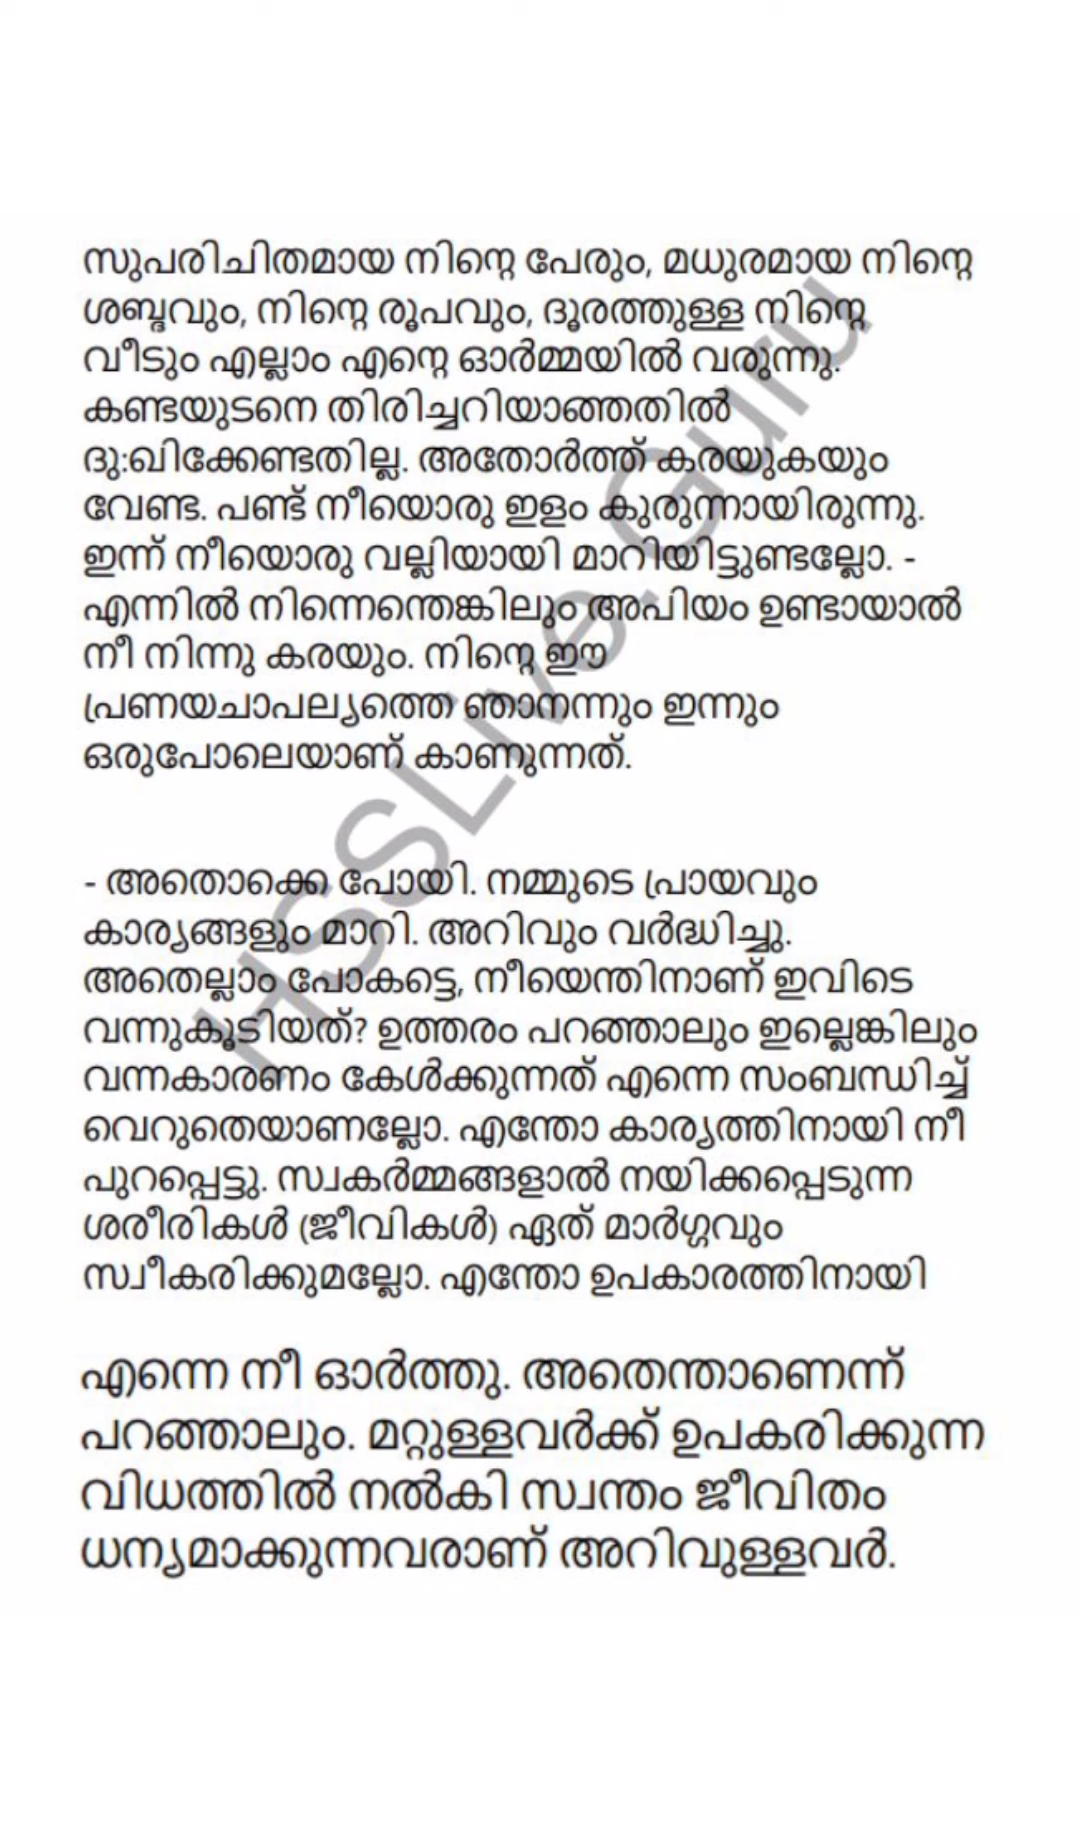 സുപരിചിതമായ നിന്റെ പേരും, മധുരമായ നിന്റെ
ശബ്ദവും, നിന്റെ രൂപവും, ദൂരത്തുള്ള നിന്റെ
വീടും എല്ലാം എന്റെ ഓർമ്മയിൽ വരുന്നു.
കണ്ടയുടനെ തിരിച്ചറിയാഞ്ഞതിൽ
ദു:ഖിക്കേണ്ടതില്ല. അതോർത്ത് കരയുകയും
വേണ്ട. പണ്ട് നീയൊരു ഇളം കുരുന്നായിരുന്നു.
ഇന്ന് നീയൊരു വല്ലിയായി മാറിയിട്ടുണ്ടല്ലോ. -
എന്നിൽ നിന്നെന്തെങ്കിലും അപിയം ഉണ്ടായാൽ
നീ നിന്നു കരയും. നിന്റെ ഈ
പ്രണയചാപല്യത്തെ ഞാനന്നും ഇന്നും
ഒരുപോലെയാണ് കാണുന്നത്.
- അതൊക്കെ പോയി. നമ്മുടെ പ്രായവും
കാര്യങ്ങളും മാറി. അറിവും വർദ്ധിച്ചു.
അതെല്ലാം പോകട്ടെ, നീയെന്തിനാണ് ഇവിടെ
വന്നുകൂടിയത്? ഉത്തരം പറഞ്ഞാലും ഇല്ലെങ്കിലും
വന്നകാരണം കേൾക്കുന്നത് എന്നെ സംബന്ധിച്ച്
വെറുതെയാണല്ലോ. എന്തോ കാര്യത്തിനായി നീ
പുറപ്പെട്ടു. സ്വകർമ്മങ്ങളാൽ നയിക്കപ്പെടുന്ന
ശരീരികൾ (ജീവികൾ) ഏത് മാർഗ്ഗവും
സ്വീകരിക്കുമല്ലോ. എന്തോ ഉപകാരത്തിനായി
എന്നെ നീ ഓർത്തു. അതെന്താണെന്ന്
പറഞ്ഞാലും. മറ്റുള്ളവർക്ക് ഉപകരിക്കുന്ന
വിധത്തിൽ നൽകി സ്വന്തം ജീവിതം
ധന്യമാക്കുന്നവരാണ് അറിവുള്ളവർ.
HSSLive.Guru